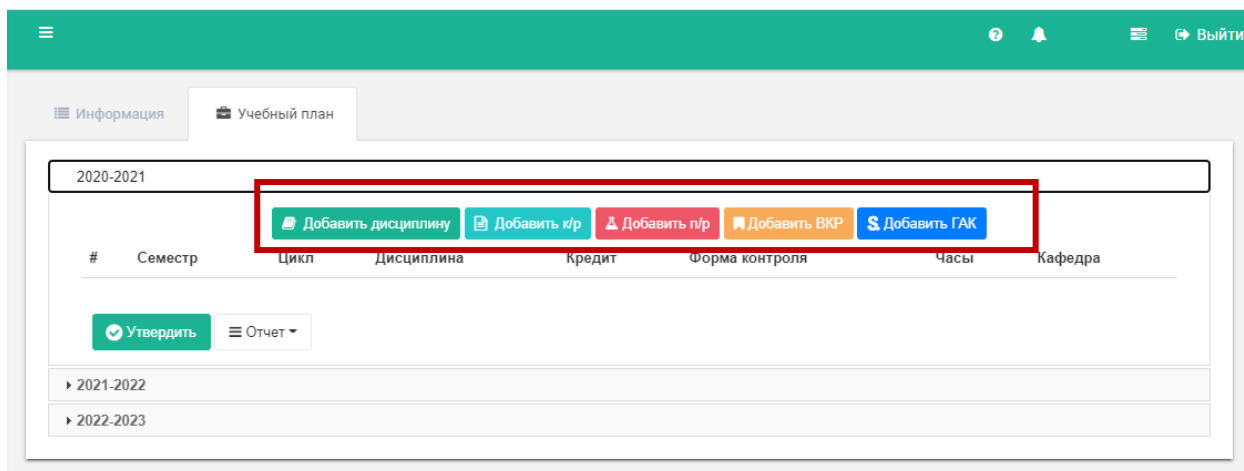 Выйти
Информация Учебный план
2020-2021
Добавить дисциплину Добавить к/р Добавить п/р Добавить ВКР Добавить ГАК
# Семестр Цикл Дисциплина Кредит Форма контроля Часы Кафедра
Утвердить Отчет
2021-2022
2022-2023